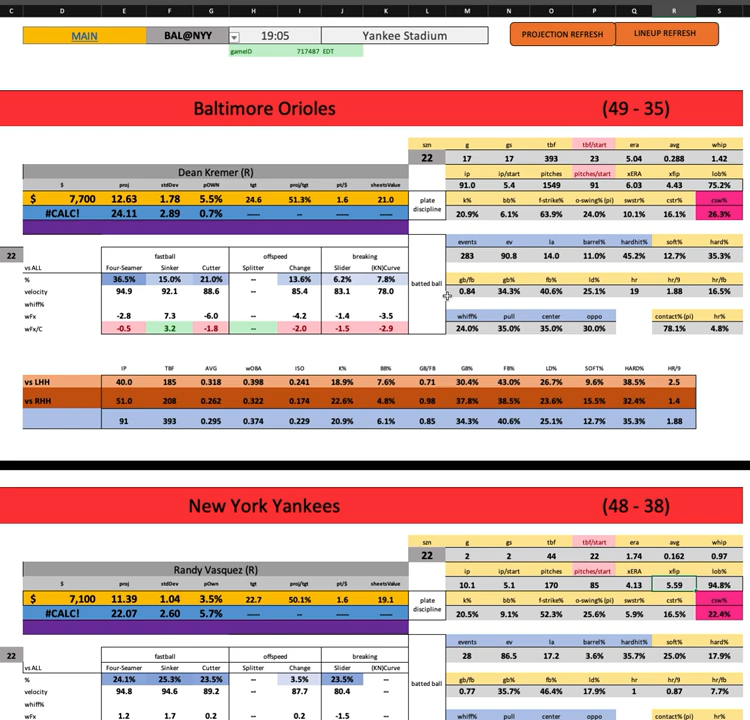 C D E F G H I J K L M N O P Q R S
MAIN BAL@NYY 19:05 Yankee Stadium PROJECTION REFRESH LINEUP REFRESH
gameID 717487 EDT
Baltimore Orioles (49 - 35)
szn g gs tbf tbf/start era avg whip
22 17 17 393 23 5.04 0.288 1.42
Dean Kremer (R) ip ip/start pitches pitches/start xERA xfip lob%
$ proj stdDev pOWN tgt proj/tgt pt/$ sheetsValue 91.0 5.4 1549 91 6.03 4.43 75.2%
$ 7,700 12.63 1.78 5.5% 24.6 51.3% 1.6 21.0 plate discipline k% bb% f-strike% o-swing% (pi) swstr% cstr% csw%
#CALC! 24.11 2.89 0.7% ---- -- ---- ---- 20.9% 6.1% 63.9% 24.0% 10.1% 16.1% 26.3%
events ev la barrel% hardhit% soft% hard%
22 fastball offspeed breaking 283 90.8 14.0 11.0% 45.2% 12.7% 35.3%
vs ALL Four-Seamer Sinker Cutter Splitter Change Slider (KN)Curve
% 36.5% 15.0% 21.0% -- 13.6% 6.2% 7.8% batted ball gb/fb gb% fb% ld% hr hr/9 hr/fb
velocity 94.9 92.1 88.6 -- 85.4 83.1 78.0 0.84 34.3% 40.6% 25.1% 19 1.88 16.5%
whiff%
wFx -2.8 7.3 -6.0 -- -4.2 -1.4 -3.5 whiff% pull center oppo contact% (pi) hr%
wFx/C -0.5 3.2 -1.8 -- -2.0 -1.5 -2.9 24.0% 35.0% 35.0% 30.0% 78.1% 4.8%
IP TBF AVG wOBA ISO K% BB% GB/FB GB% FB% LD% SOFT% HARD% HR/9
vs LHH 40.0 185 0.318 0.398 0.241 18.9% 7.6% 0.71 30.4% 43.0% 26.7% 9.6% 38.5% 2.5
vs RHH 51.0 208 0.262 0.322 0.174 22.6% 4.8% 0.98 37.8% 38.5% 23.6% 15.5% 32.4% 1.4
91 393 0.295 0.374 0.229 20.9% 6.1% 0.85 34.3% 40.6% 25.1% 12.7% 35.3% 1.88
New York Yankees (48 - 38)
szn g gs tbf tbf/start era avg whip
22 2 2 44 22 1.74 0.162 0.97
Randy Vasquez (R) ip ip/start pitches pitches/start xERA xfip lob%
$ proj stdDev pOwn tgt proj/tgt pt/$ sheetsValue 10.1 5.1 170 85 4.13 5.59 94.8%
$ 7,100 11.39 1.04 3.5% 22.7 50.1% 1.6 19.1 plate discipline k% bb% f-strike% o-swing% (pi) swstr% cstr% csw%
#CALC! 22.07 2.60 5.7% ---- -- ---- ---- 20.5% 9.1% 52.3% 25.6% 5.9% 16.5% 22.4%
events ev la barrel% hardhit% soft% hard%
22 fastball offspeed breaking 28 86.5 17.2 3.6% 35.7% 25.0% 17.9%
vs ALL Four-Seamer Sinker Cutter Splitter Change Slider (KN)Curve
% 24.1% 25.3% 23.5% -- 3.5% 23.5% -- batted ball gb/fb gb% fb% ld% hr hr/9 hr/fb
velocity 94.8 94.6 89.2 -- 87.7 80.4 -- 0.77 35.7% 46.4% 17.9% 1 0.87 7.7%
whiff%
wFx 1.2 1.7 0.2 -- 0.2 -1.5 -- whiff% pull center oppo contact% (pi) hr%